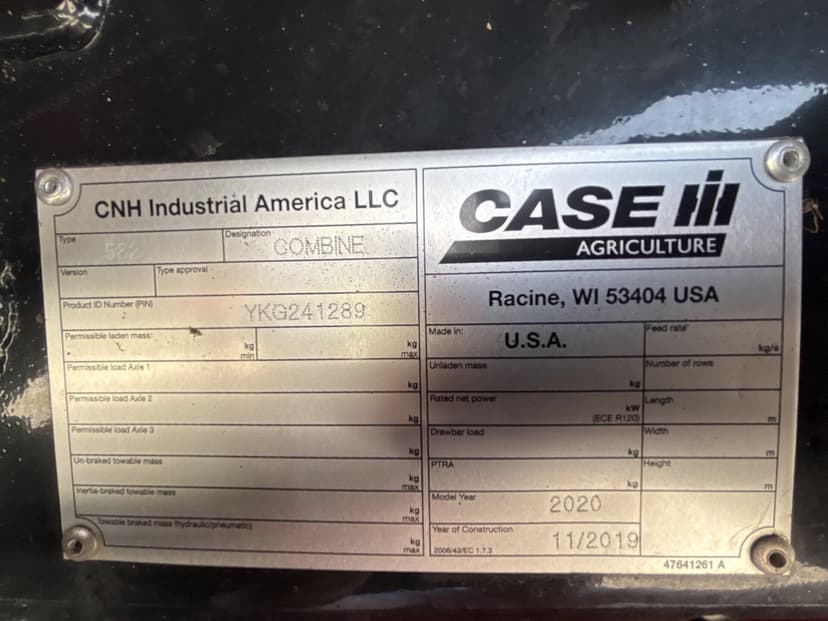 CNH Industrial America LLC
Type 582
Designation COMBINE
Version
Type approval
Product ID Number (PIN) YKG241289
Permissible laden mass:
kg min
kg max
Permissible load Axle 1
kg
Permissible load Axle 2
kg
Permissible load Axle 3
kg
Un-braked towable mass
kg max
Inertia-braked towable mass
kg max
Towable braked mass (hydraulic/pneumatic)
kg max
CASE IH
AGRICULTURE
Racine, WI 53404 USA
Made in: U.S.A.
Feed rate
kg/s
Unladen mass
kg
Number of rows
Rated net power
kW
(ECE R120)
Length
m
Drawbar load
kg
Width
m
PTRA
kg
Height
m
Model Year 2020
Year of Construction 11/2019
2006/42/EC 1.7.3
47641261 A